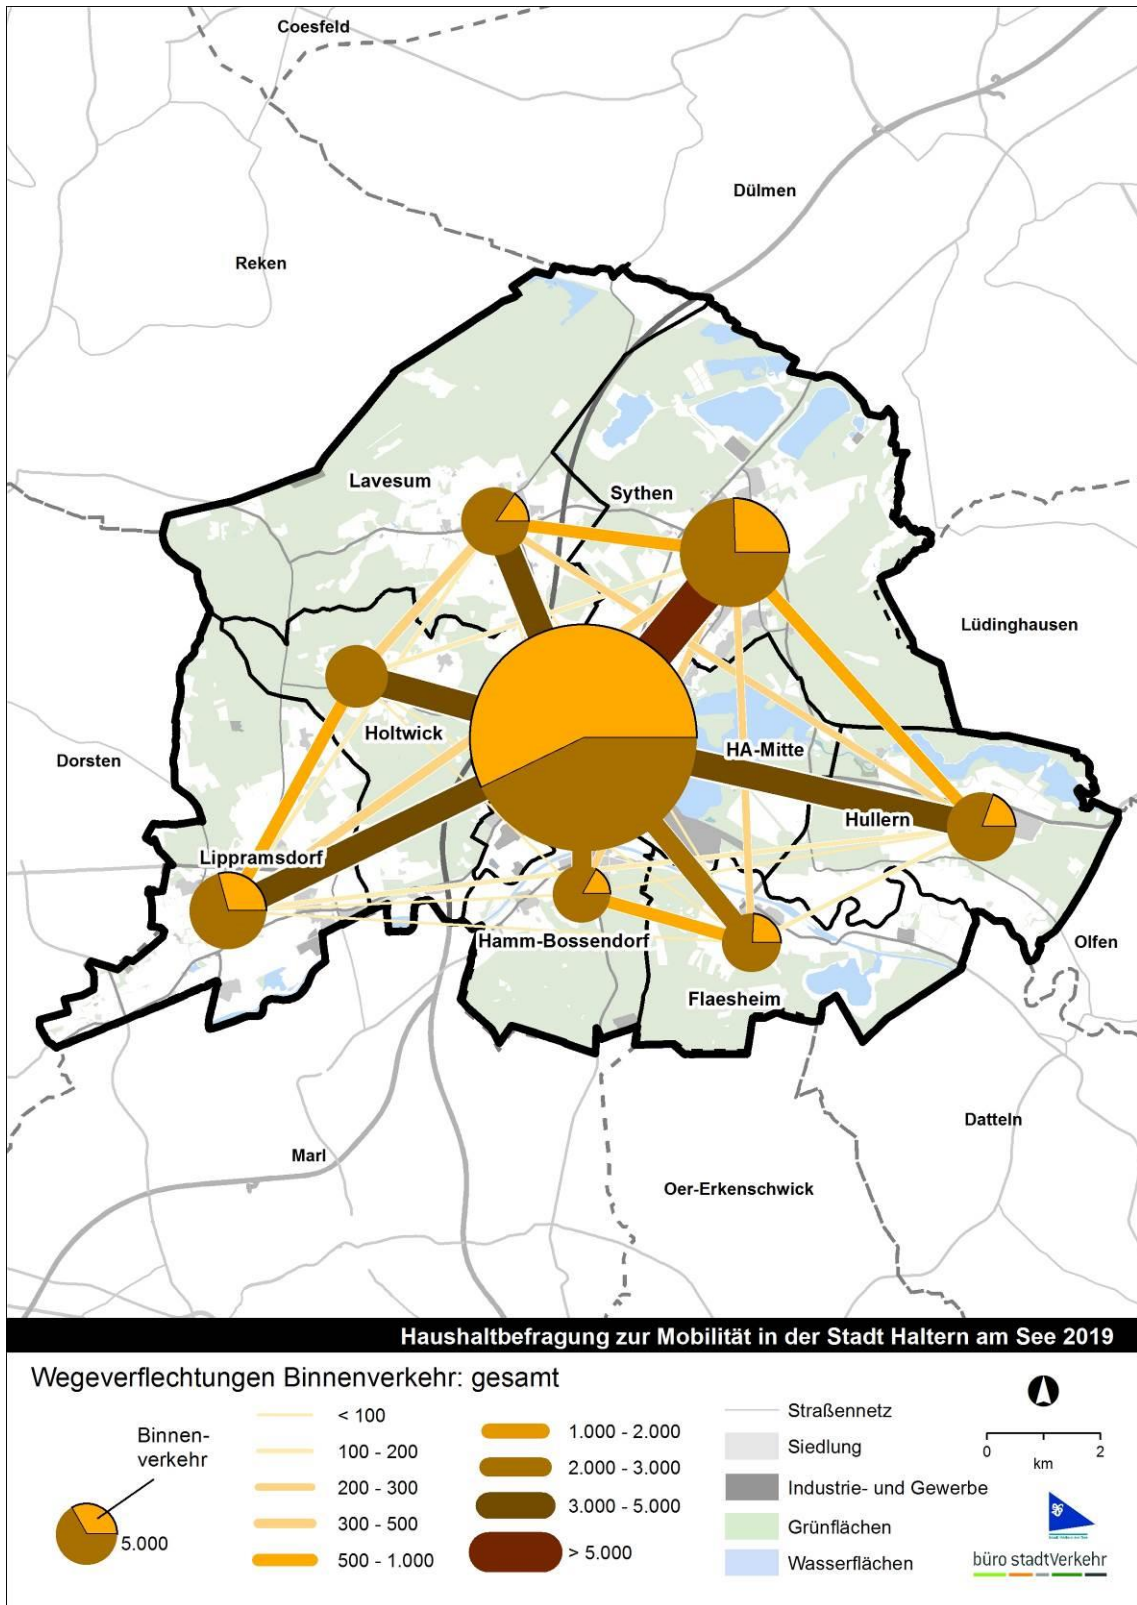 Coesfeld
Dülmen
Reken
Lavesum
Sythen
Lüdinghausen
Holtwick
HA-Mitte
Dorsten
Hullern
Lippramsdorf
Hamm-Bossendorf
Olfen
Flaesheim
Datteln
Marl
Oer-Erkenschwick
Haushaltbefragung zur Mobilität in der Stadt Haltern am See 2019
Wegeverflechtungen Binnenverkehr: gesamt
Binnen-
verkehr
5.000
< 100
100 - 200
200 - 300
300 - 500
500 - 1.000
1.000 - 2.000
2.000 - 3.000
3.000 - 5.000
> 5.000
Straßennetz
Siedlung
Industrie- und Gewerbe
Grünflächen
Wasserflächen
0 2
km
büro stadtVerkehr